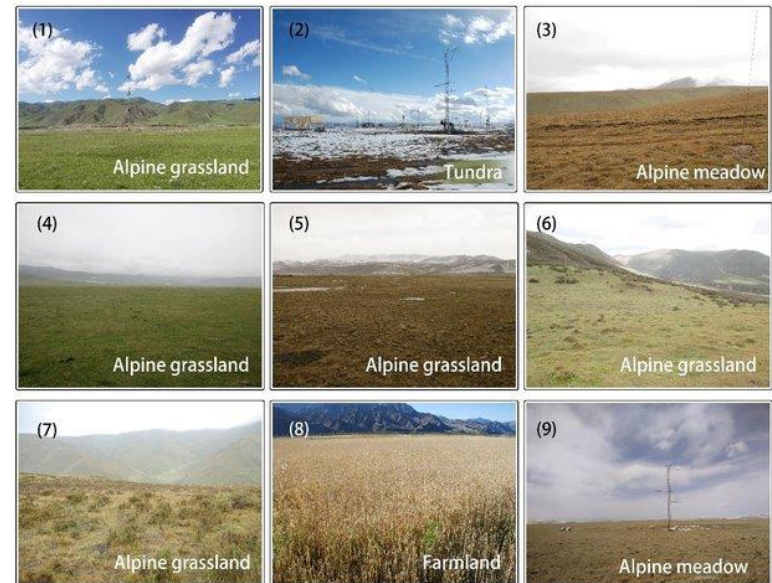 (1)
Alpine grassland
(2)
Tundra
(3)
Alpine meadow
(4)
Alpine grassland
(5)
Alpine grassland
(6)
Alpine grassland
(7)
Alpine grassland
(8)
Farmland
(9)
Alpine meadow